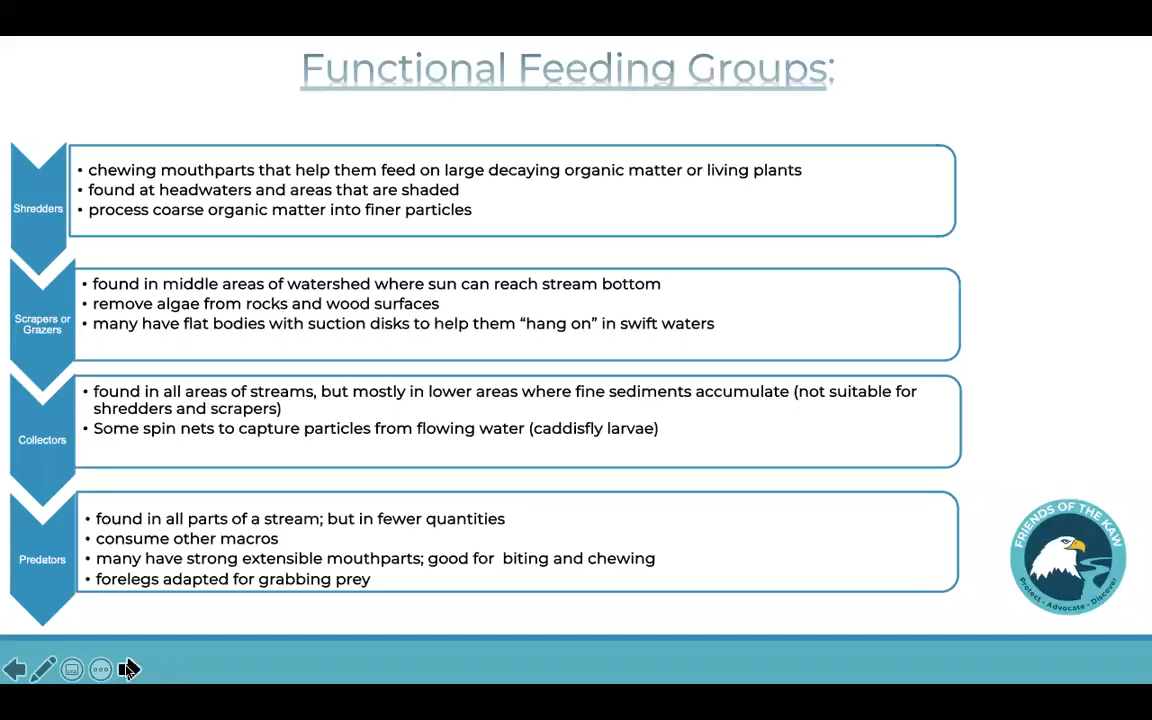 Functional Feeding Groups:
Shredders
• chewing mouthparts that help them feed on large decaying organic matter or living plants
• found at headwaters and areas that are shaded
• process coarse organic matter into finer particles
Scrapers or
Grazers
• found in middle areas of watershed where sun can reach stream bottom
• remove algae from rocks and wood surfaces
• many have flat bodies with suction disks to help them “hang on” in swift waters
Collectors
• found in all areas of streams, but mostly in lower areas where fine sediments accumulate (not suitable for
shredders and scrapers)
• Some spin nets to capture particles from flowing water (caddisfly larvae)
Predators
• found in all parts of a stream; but in fewer quantities
• consume other macros
• many have strong extensible mouthparts; good for  biting and chewing
• forelegs adapted for grabbing prey
FRIENDS OF THE KAW
Protect • Advocate • Discover